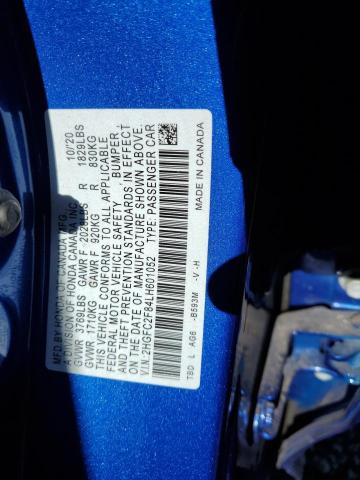 MFD BY HONDA OF CANADA MFG.,
A DIVISION OF HONDA CANADA INC. 10/'20
GVWR 3769LBS GAWR F 2028LBS R 1829LBS
GVWR 1710KG GAWR F 920KG R 830KG
THIS VEHICLE CONFORMS TO ALL APPLICABLE
FEDERAL MOTOR VEHICLE SAFETY, BUMPER,
AND THEFT PREVENTION STANDARDS IN EFFECT
ON THE DATE OF MANUFACTURE SHOWN ABOVE.
V.I.N:2HGFC2F84LH601052 TYPE: PASSENGER CAR
TBD L AG6 -B593M -V -H MADE IN CANADA